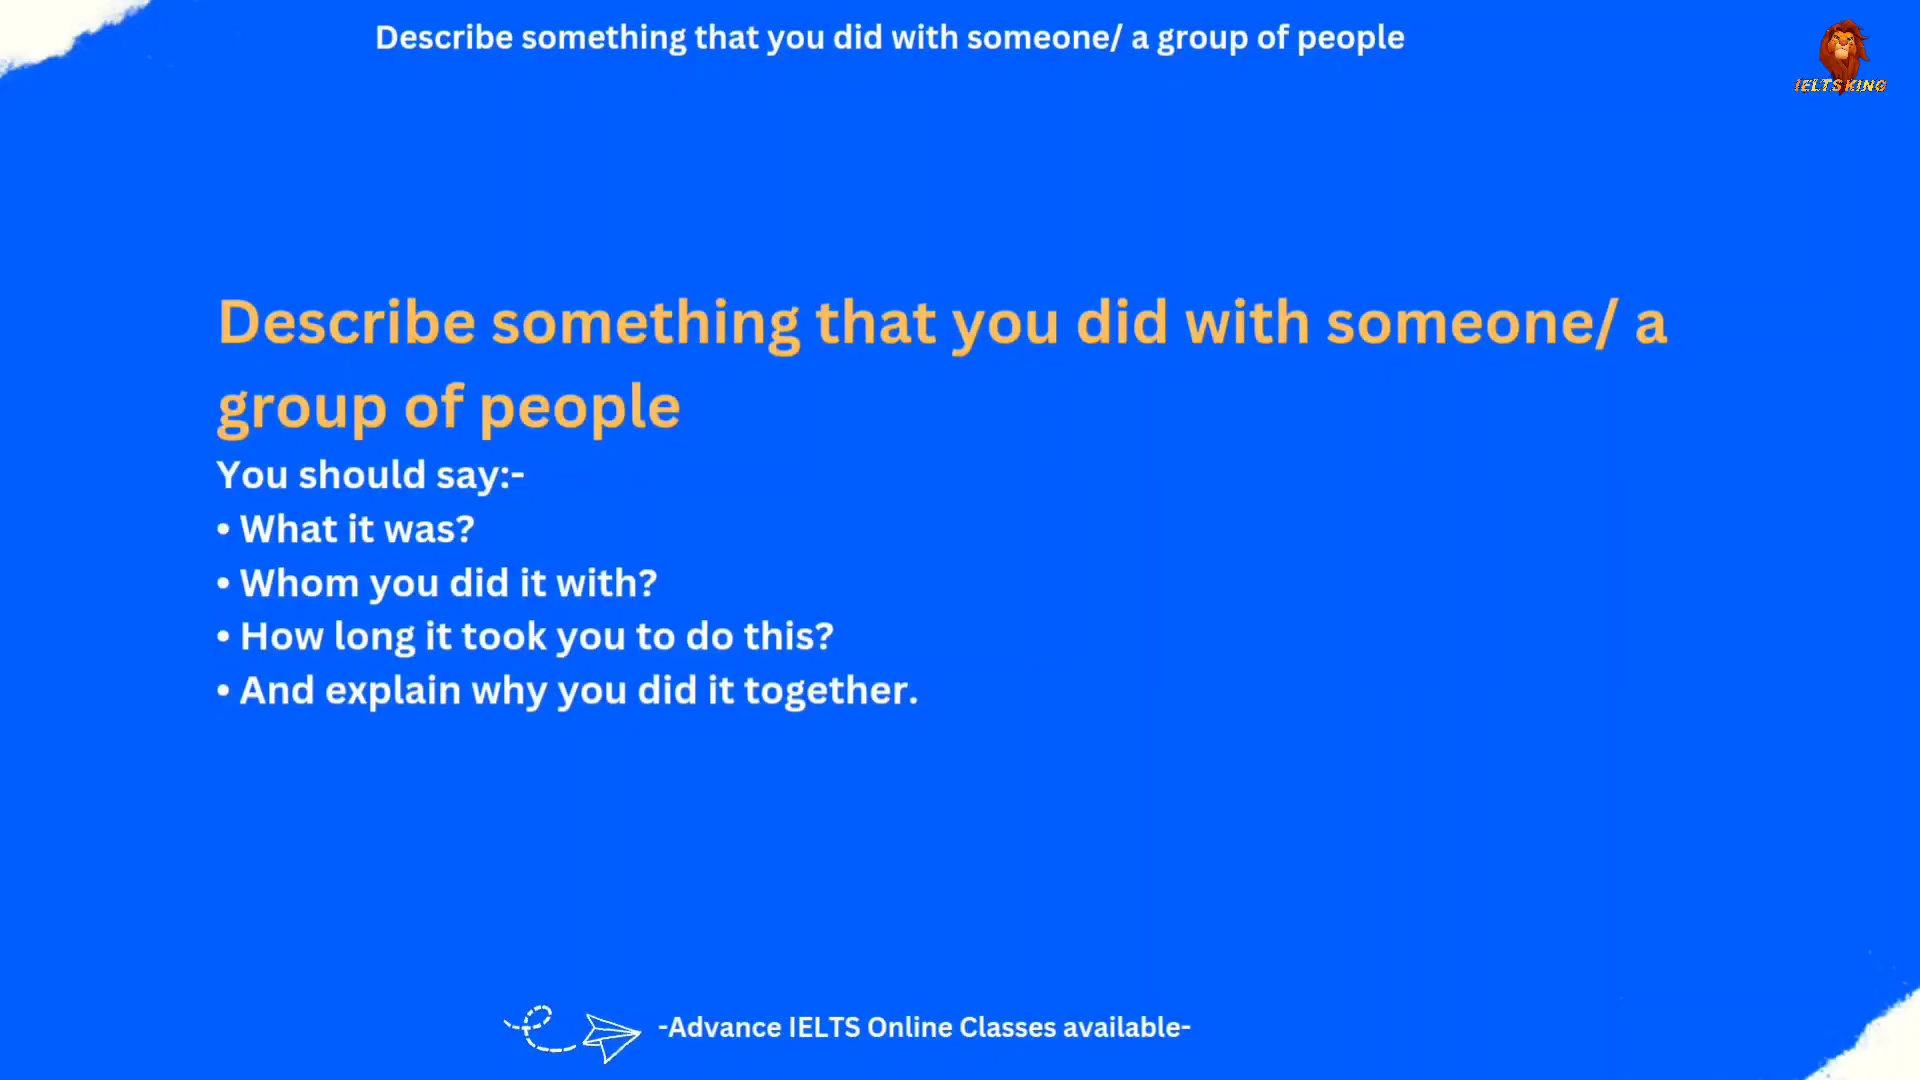 Describe something that you did with someone/ a group of people
IELTS KING
Describe something that you did with someone/ a
group of people
You should say:-
• What it was?
• Whom you did it with?
• How long it took you to do this?
• And explain why you did it together.
-Advance IELTS Online Classes available-